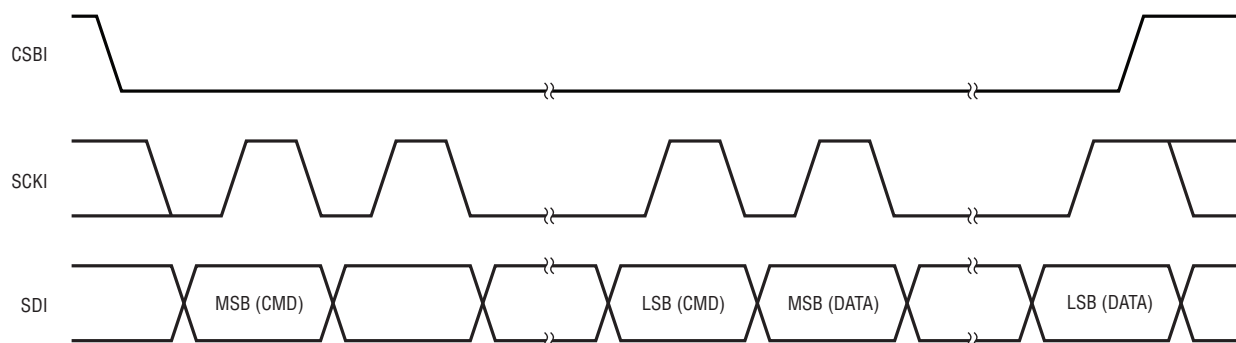 CSBI
SCKI
SDI
MSB (CMD)
LSB (CMD)
MSB (DATA)
LSB (DATA)